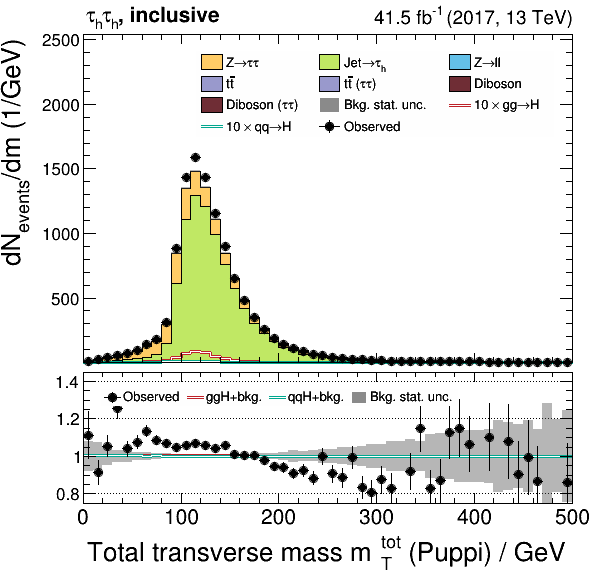 τhτh, inclusive 41.5 fb-1 (2017, 13 TeV)
dNevents/dm (1/GeV)
2500
2000
1500
1000
500
Z→ττ Jet→τh Z→ll
tt̄ tt̄ (ττ) Diboson
Diboson (ττ) Bkg. stat. unc. 10 × gg→H
10 × qq→H Observed
1.4
1.2
1
0.8
Observed ggH+bkg. qqH+bkg. Bkg. stat. unc.
0 100 200 300 400 500
Total transverse mass m tot T (Puppi) / GeV